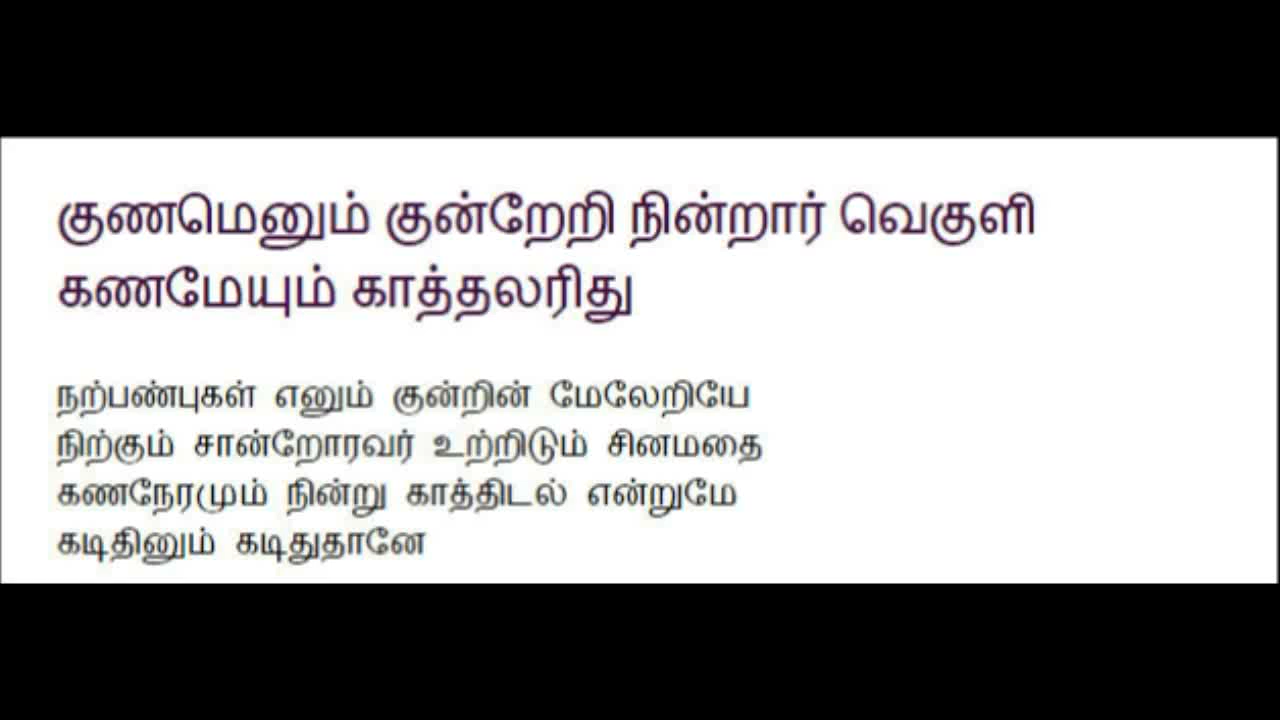 குணமெனும் குன்றேறி நின்றார் வெகுளி
கணமேயும் காத்தலரிது
நற்பண்புகள் எனும் குன்றின் மேலேறியே
நிற்கும் சான்றோரவர் உற்றிடும் சினமதை
கணநேரமும் நின்று காத்திடல் என்றுமே
கடிதினும் கடிதுதானே